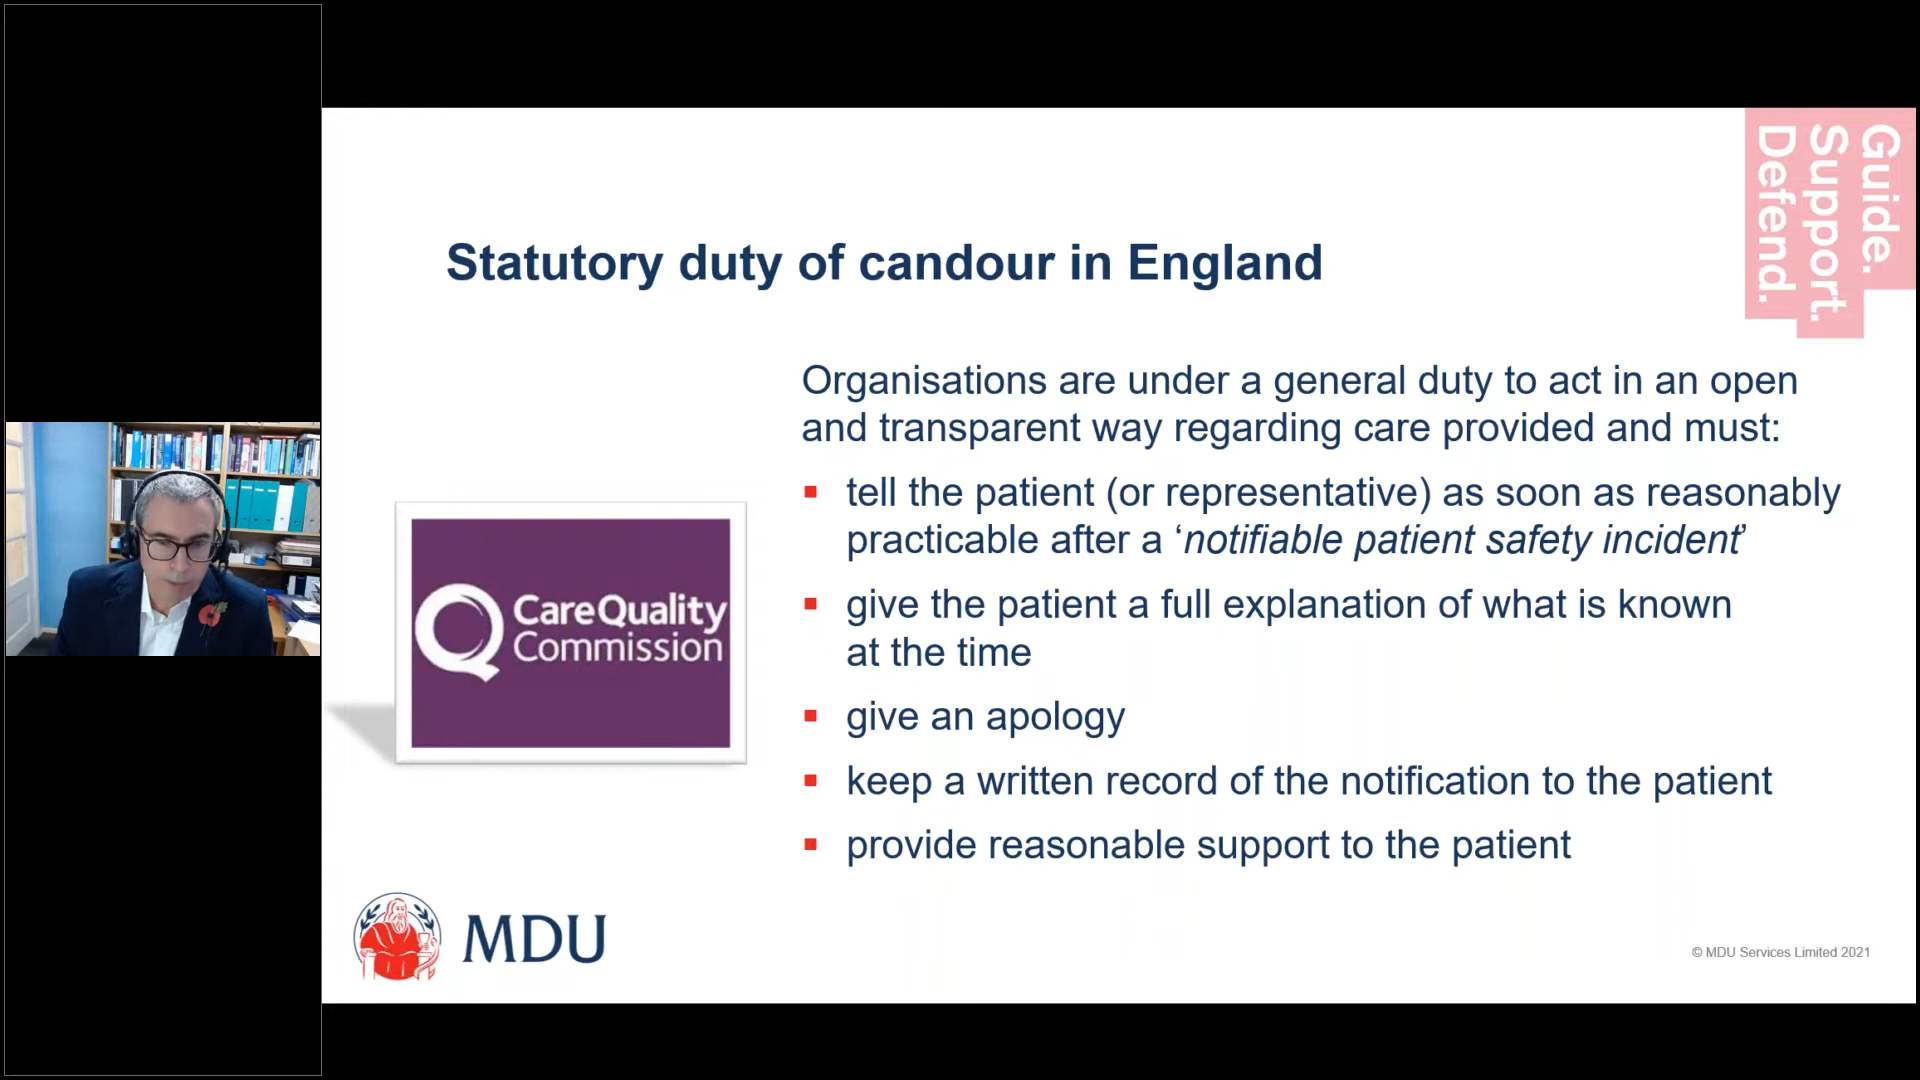 Guide.
Support.
Defend.
Statutory duty of candour in England
Organisations are under a general duty to act in an open
and transparent way regarding care provided and must:
tell the patient (or representative) as soon as reasonably
practicable after a ‘notifiable patient safety incident’
give the patient a full explanation of what is known
at the time
give an apology
keep a written record of the notification to the patient
provide reasonable support to the patient
CareQuality
Commission
MDU
© MDU Services Limited 2021